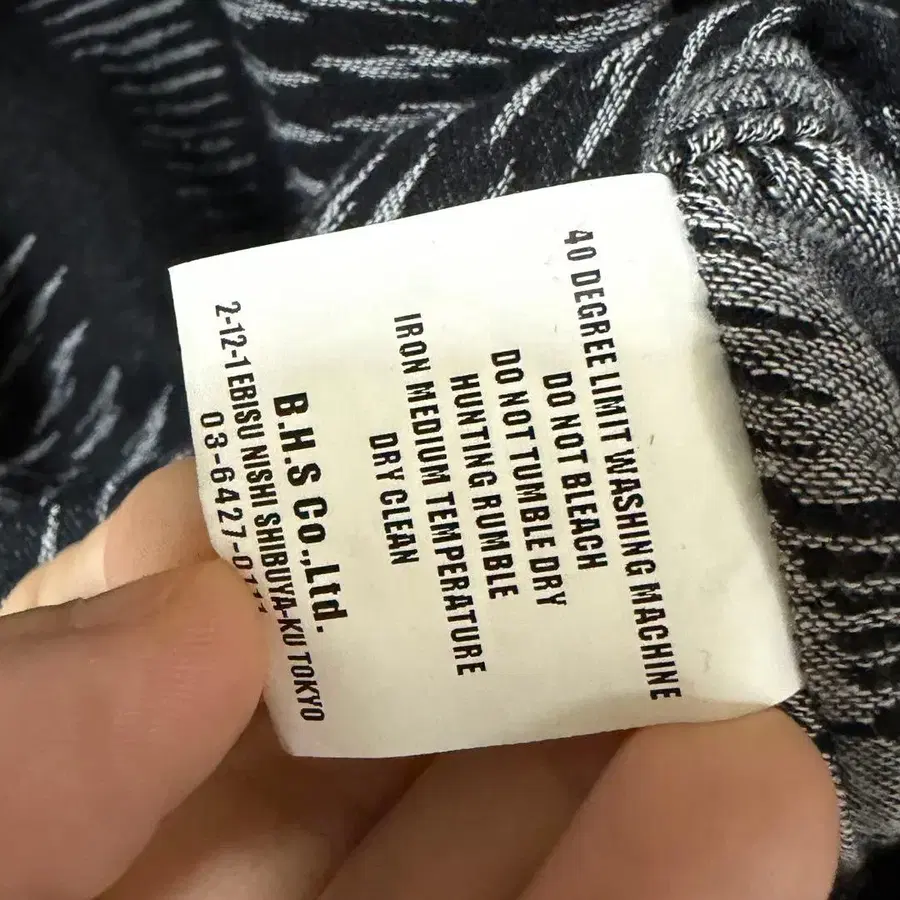 40 DEGREE LIMIT WASHING MACHINE
DO NOT BLEACH
DO NOT TUMBLE DRY
HUNTING RUMBLE
IRON MEDIUM TEMPERATURE
DRY CLEAN
B.H.S Co.,Ltd.
2-12-1 EBISU NISHI SHIBUYA-KU TOKYO